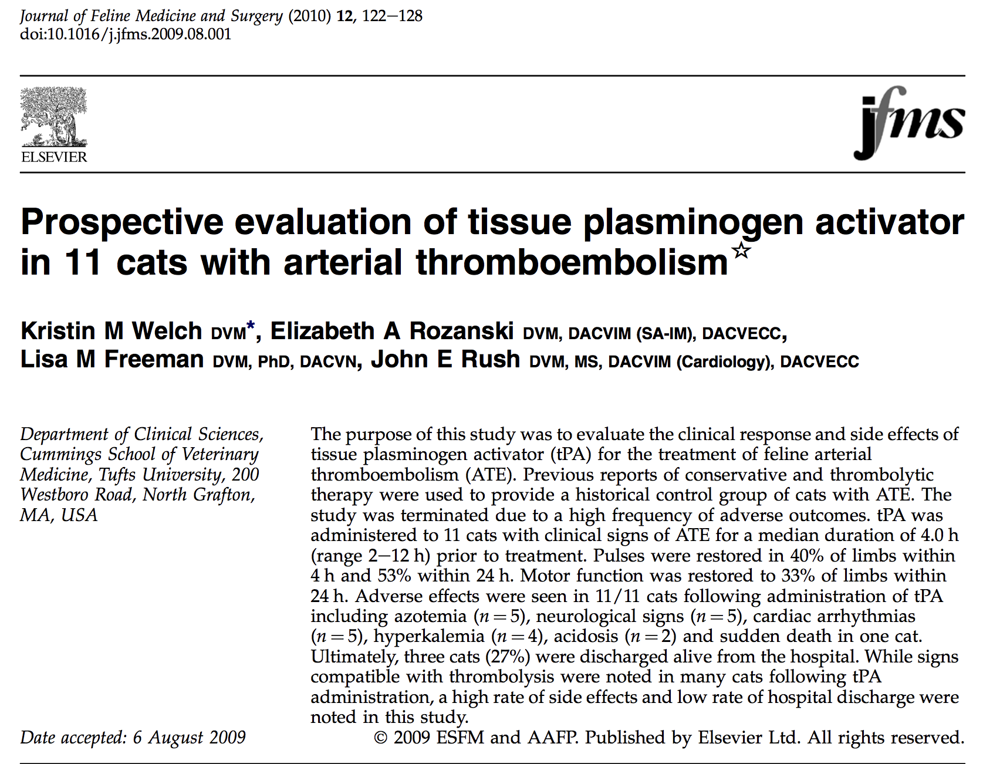 Journal of Feline Medicine and Surgery (2010) 12, 122–128
doi:10.1016/j.jfms.2009.08.001
ELSEVIER
jfms
Prospective evaluation of tissue plasminogen activator
in 11 cats with arterial thromboembolism☆
Kristin M Welch DVM*, Elizabeth A Rozanski DVM, DACVIM (SA-IM), DACVECC,
Lisa M Freeman DVM, PhD, DACVN, John E Rush DVM, MS, DACVIM (Cardiology), DACVECC
Department of Clinical Sciences,
Cummings School of Veterinary
Medicine, Tufts University, 200
Westboro Road, North Grafton,
MA, USA
The purpose of this study was to evaluate the clinical response and side effects of
tissue plasminogen activator (tPA) for the treatment of feline arterial
thromboembolism (ATE). Previous reports of conservative and thrombolytic
therapy were used to provide a historical control group of cats with ATE. The
study was terminated due to a high frequency of adverse outcomes. tPA was
administered to 11 cats with clinical signs of ATE for a median duration of 4.0 h
(range 2–12 h) prior to treatment. Pulses were restored in 40% of limbs within
4 h and 53% within 24 h. Motor function was restored to 33% of limbs within
24 h. Adverse effects were seen in 11/11 cats following administration of tPA
including azotemia (n = 5), neurological signs (n = 5), cardiac arrhythmias
(n = 5), hyperkalemia (n = 4), acidosis (n = 2) and sudden death in one cat.
Ultimately, three cats (27%) were discharged alive from the hospital. While signs
compatible with thrombolysis were noted in many cats following tPA
administration, a high rate of side effects and low rate of hospital discharge were
noted in this study.
Date accepted: 6 August 2009
© 2009 ESFM and AAFP. Published by Elsevier Ltd. All rights reserved.